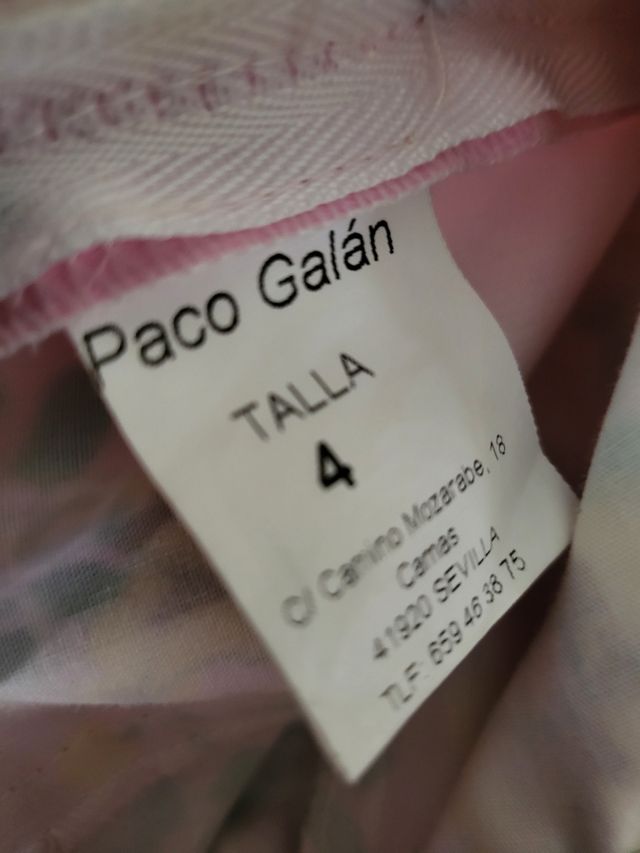 Paco Galán
TALLA
4
C/ Camino Mozarabe, 18
Camas
41920 SEVILLA
TLF: 659 46 38 75